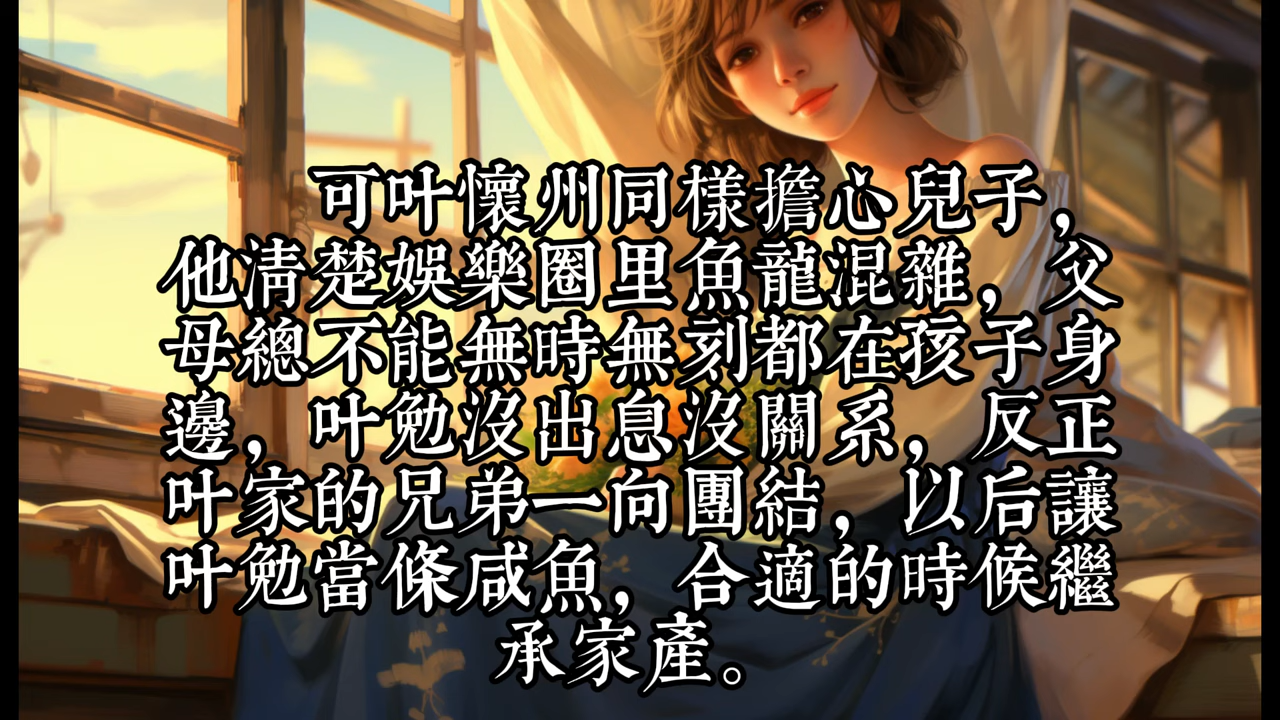 可叶懷州同樣擔心兒子，
他清楚娛樂圈里魚龍混雜，父
母總不能無時無刻都在孩子身
邊，叶勉沒出息沒關系，反正
叶家的兄弟一向團結，以后讓
叶勉當條咸魚，合適的時候繼
承家產。